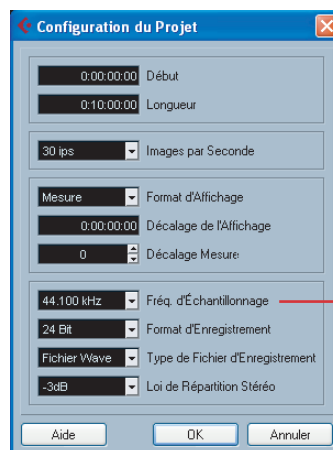 Configuration du Projet
0:00:00:00 Début
0:10:00:00 Longueur
30 ips Images par Seconde
Mesure Format d'Affichage
0:00:00:00 Décalage de l'Affichage
0 Décalage Mesure
44.100 kHz Fréq. d'Échantillonnage
24 Bit Format d'Enregistrement
Fichier Wave Type de Fichier d'Enregistrement
-3dB Loi de Répartition Stéréo
Aide OK Annuler